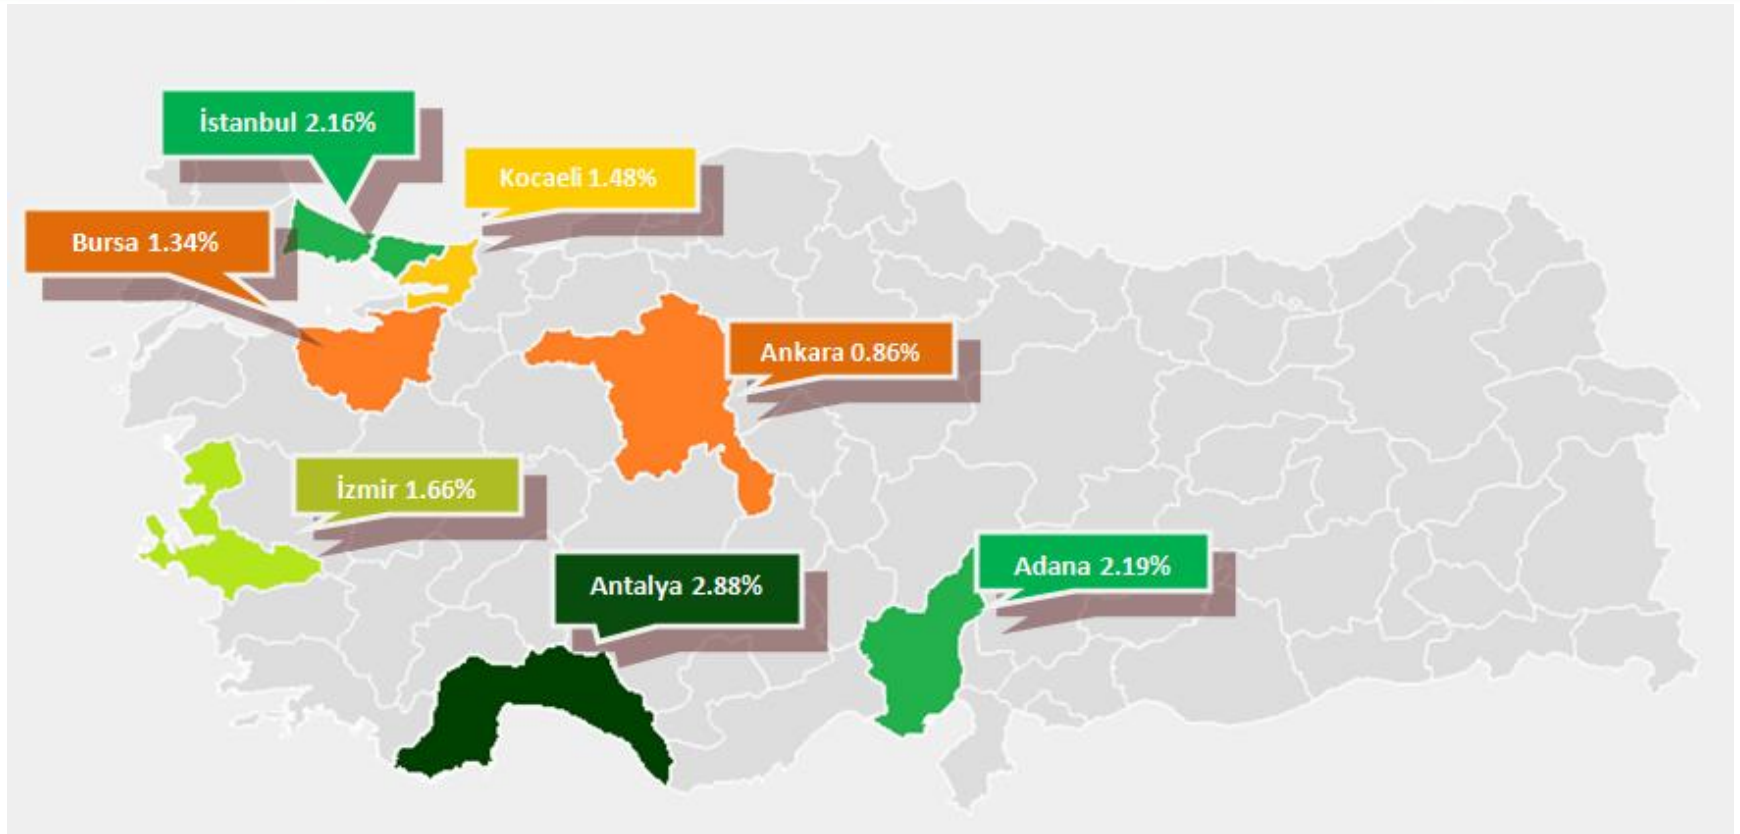 İstanbul 2.16%
Kocaeli 1.48%
Bursa 1.34%
Ankara 0.86%
İzmir 1.66%
Antalya 2.88%
Adana 2.19%